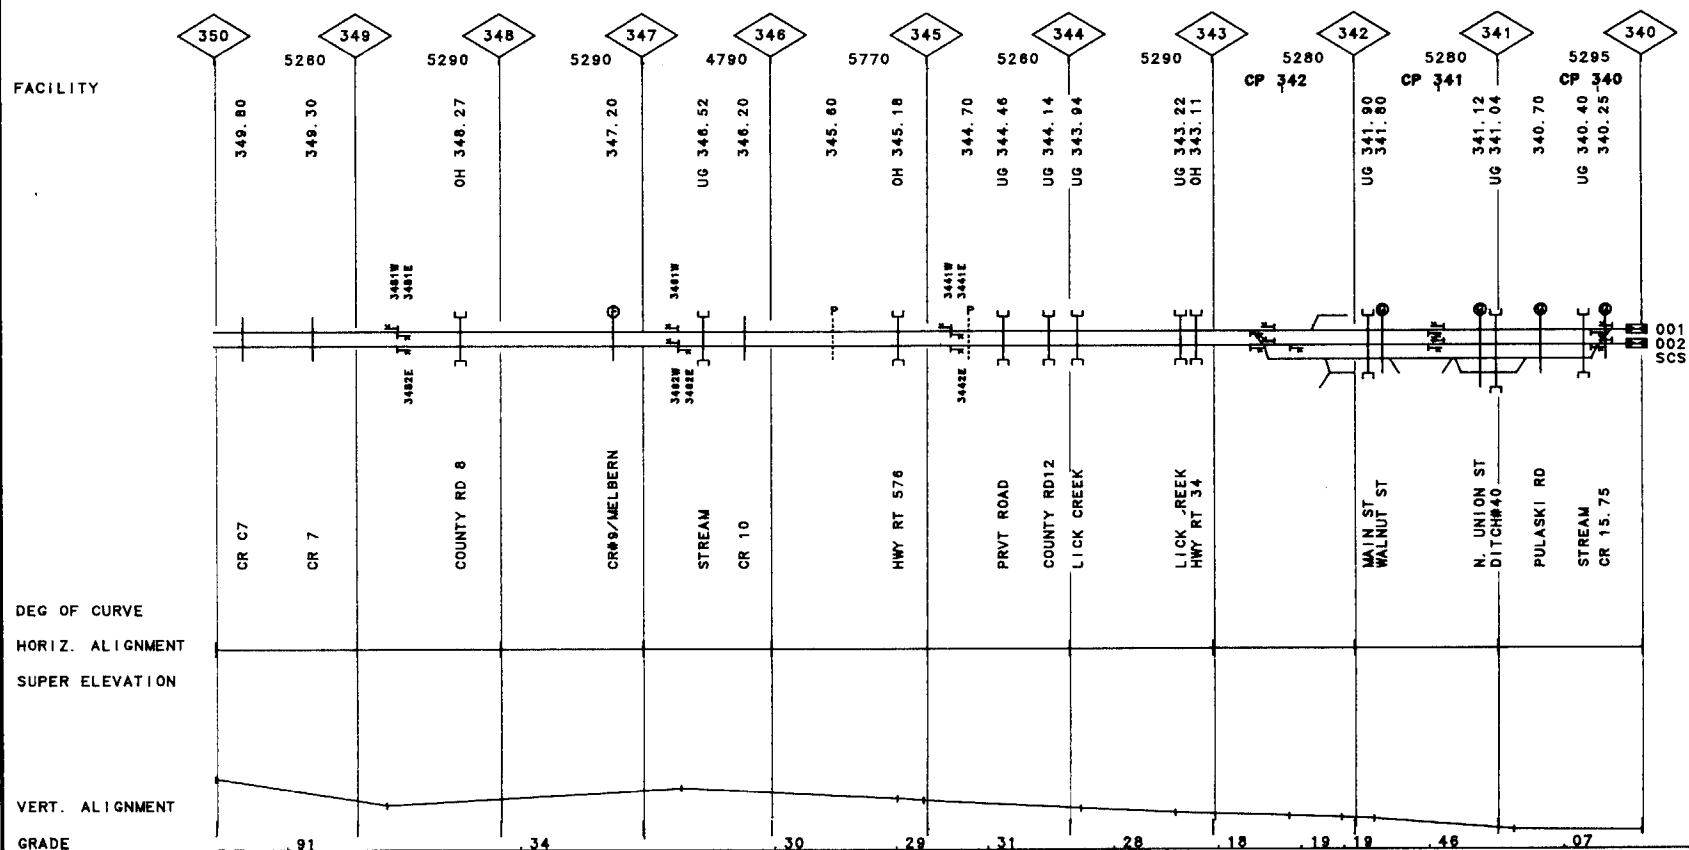 350 349 348 347 346 345 344 343 342 341 340
5260 5290 5290 4790 5770 5260 5290 5280 5280 5295
FACILITY
CP 342 CP 341 CP 340
349.80
349.30
OH 348.27
347.20
UG 346.52
346.20
345.60
OH 345.18
344.70
UG 344.46
UG 344.14
UG 343.94
UG 343.22
OH 343.11
UG 341.90
341.80
341.12
UG 341.04
340.70
UG 340.40
340.25
3481W
3481E
3461W
3441W
3441E
P
P
001
002
SCS
3482E
3462W
3462E
3442E
CR C7
CR 7
COUNTY RD 8
CR#9/MELBERN
STREAM
CR 10
HWY RT 576
PRVT ROAD
COUNTY RD12
LICK CREEK
LICK REEK
HWY RT 34
MAIN ST
WALNUT ST
N. UNION ST
DITCH#40
PULASKI RD
STREAM
CR 15.75
DEG OF CURVE
HORIZ. ALIGNMENT
SUPER ELEVATION
VERT. ALIGNMENT
GRADE .91 .34 .30 .29 .31 .28 .18 .19 .19 .46 .07